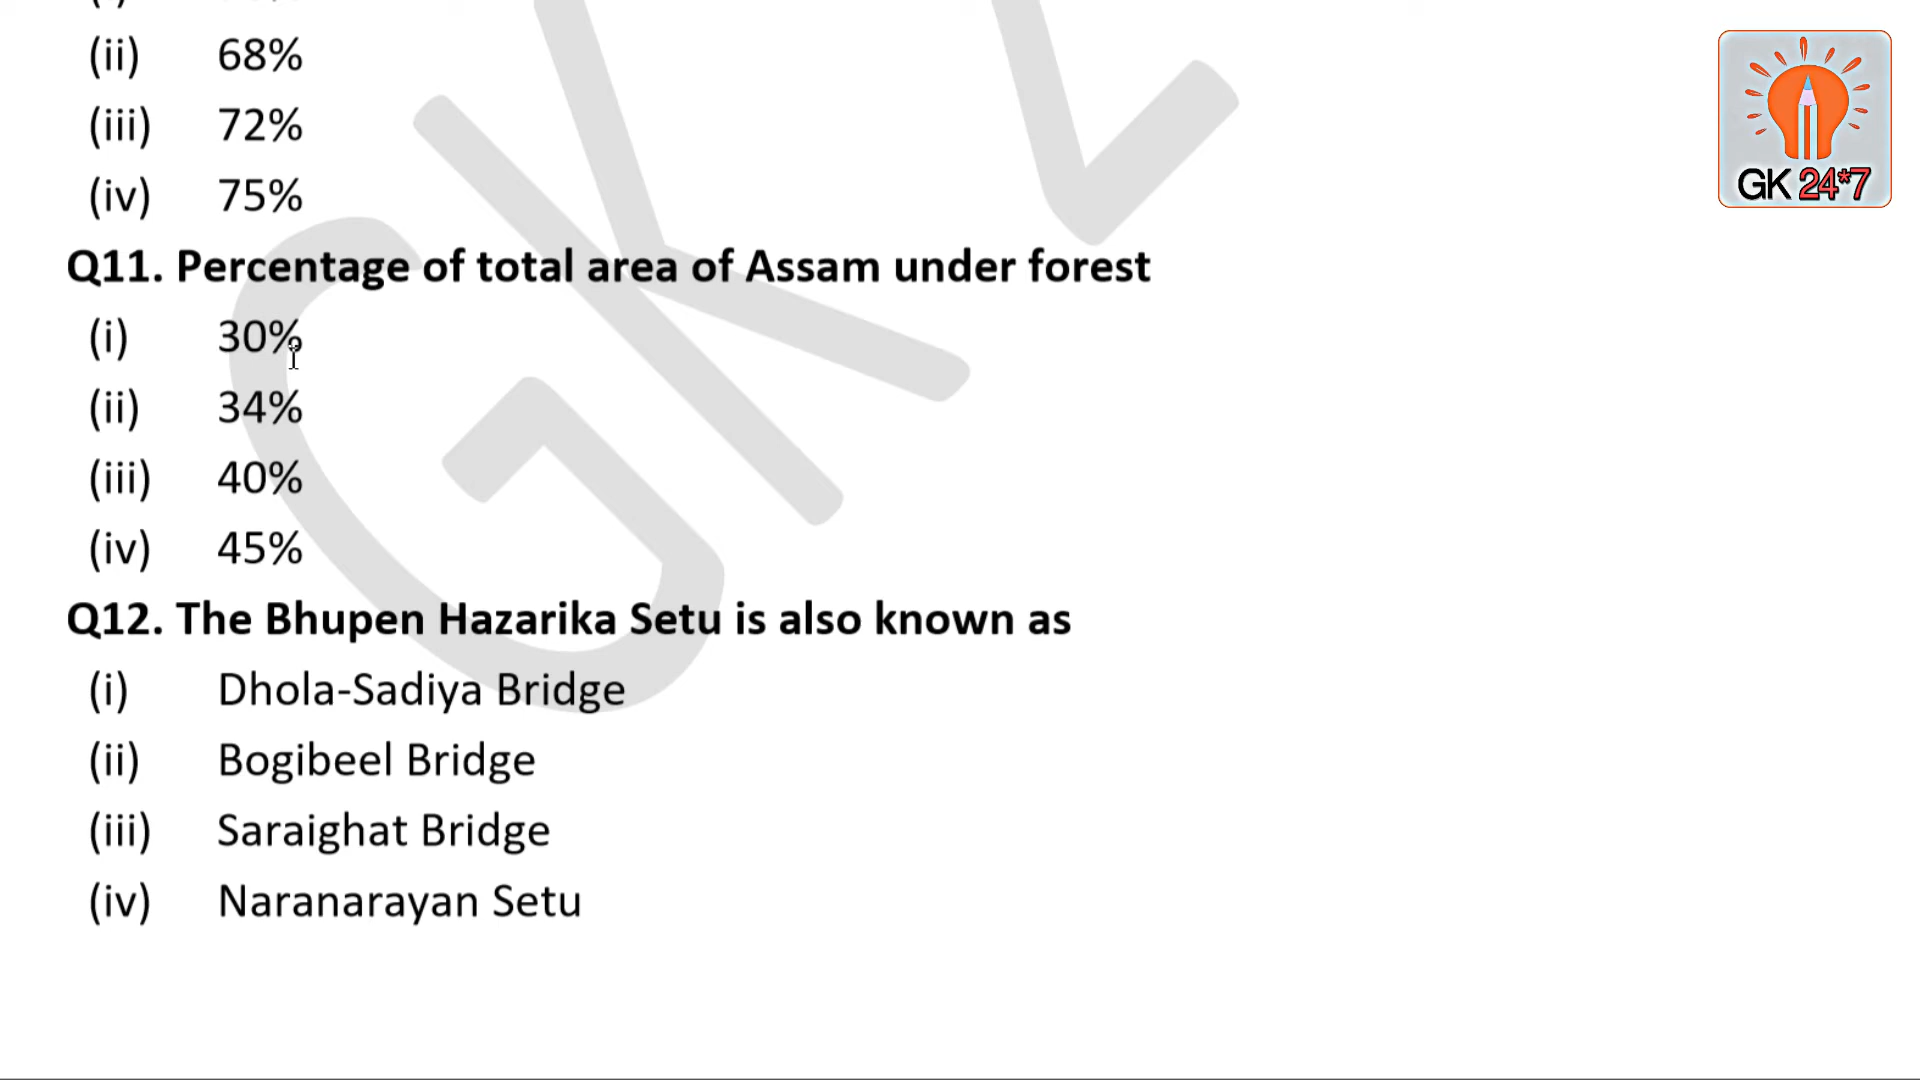 (ii) 68%
(iii) 72%
(iv) 75%
Q11. Percentage of total area of Assam under forest
(i) 30%
(ii) 34%
(iii) 40%
(iv) 45%
Q12. The Bhupen Hazarika Setu is also known as
(i) Dhola-Sadiya Bridge
(ii) Bogibeel Bridge
(iii) Saraighat Bridge
(iv) Naranarayan Setu
GK 24*7